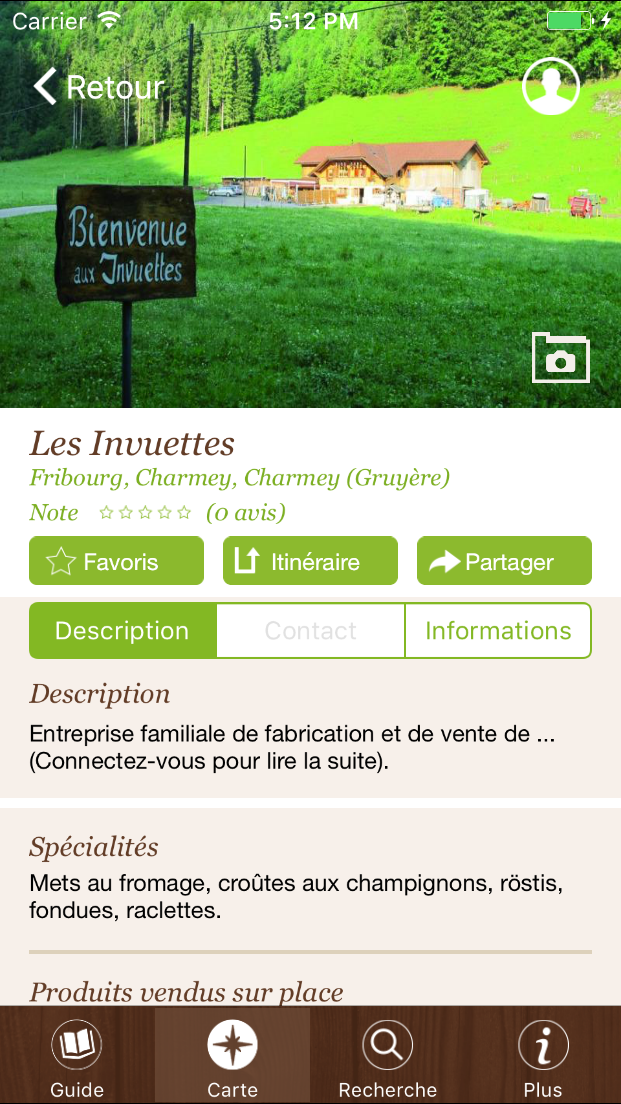 Carrier 5:12 PM
Retour
Bienvenue
aux Invuettes
Les Invuettes
Fribourg, Charmey, Charmey (Gruyère)
Note (0 avis)
Favoris Itinéraire Partager
Description Contact Informations
Description
Entreprise familiale de fabrication et de vente de ...
(Connectez-vous pour lire la suite).
Spécialités
Mets au fromage, croûtes aux champignons, röstis,
fondues, raclettes.
Produits vendus sur place
Guide Carte Recherche Plus